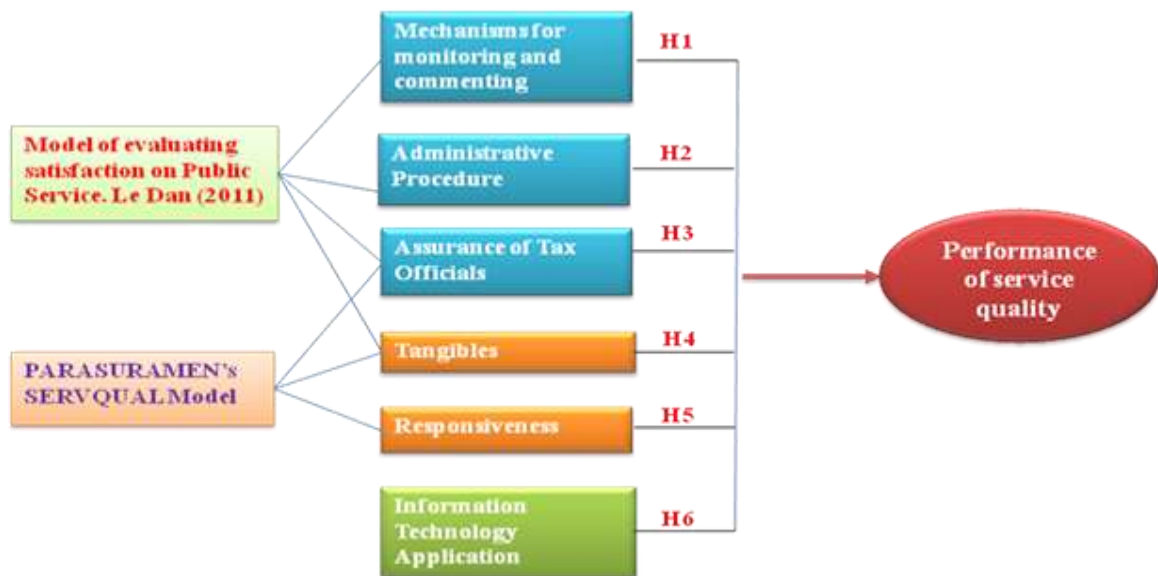 Model of evaluating
satisfaction on Public
Service. Le Dan (2011)
PARASURAMEN's
SERVQUAL Model
Mechanisms for
monitoring and
commenting
H1
Administrative
Procedure
H2
Assurance of Tax
Officials
H3
Tangibles
H4
Responsiveness
H5
Information
Technology
Application
H6
Performance
of service
quality